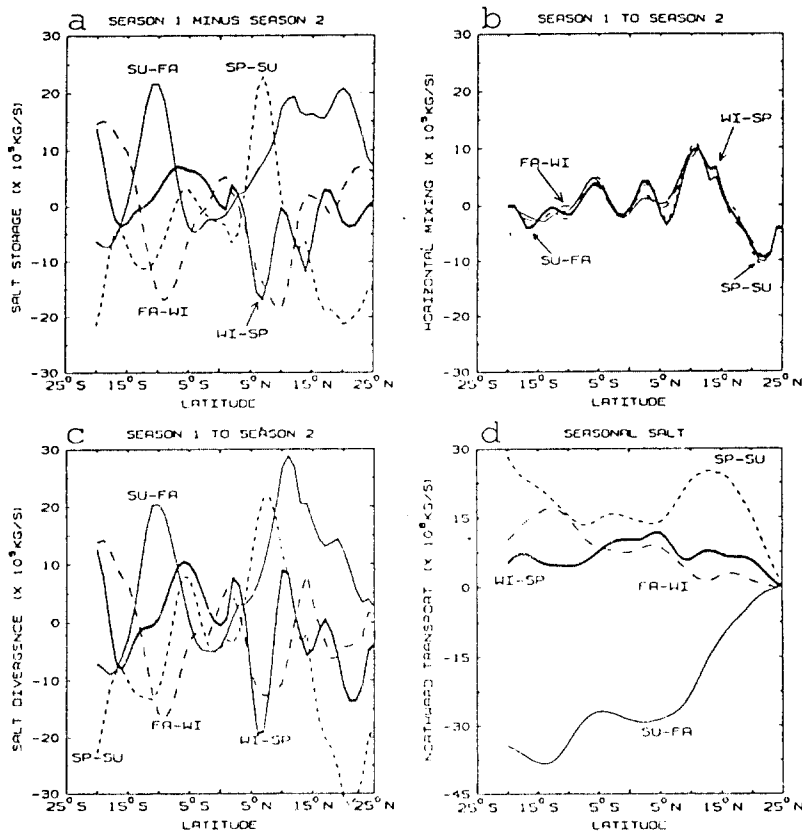 a SEASON 1 MINUS SEASON 2
SALT STORAGE (X 10⁵KG/S)
30
20
10
0
-10
-20
-30
SU-FA
SP-SU
FA-WI
WI-SP
25°S 15°S 5°S 5°N 15°N 25°N
LATITUDE
b SEASON 1 TO SEASON 2
HORIZONTAL MIXING (X 10⁵KG/S)
30
20
10
0
-10
-20
-30
WI-SP
FA-WI
SU-FA
SP-SU
25°S 15°S 5°S 5°N 15°N 25°N
LATITUDE
c SEASON 1 TO SEASON 2
SALT DIVERGENCE (X 10⁵KG/S)
30
20
10
0
-10
-20
-30
SU-FA
FA-WI
WI-SP
SP-SU
25°S 15°S 5°S 5°N 15°N 25°N
LATITUDE
d SEASONAL SALT
NORTHWARD TRANSPORT (X 10⁶KG/S)
30
15
0
-15
-30
-45
SP-SU
WI-SP
FA-WI
SU-FA
25°S 15°S 5°S 5°N 15°N 25°N
LATITUDE